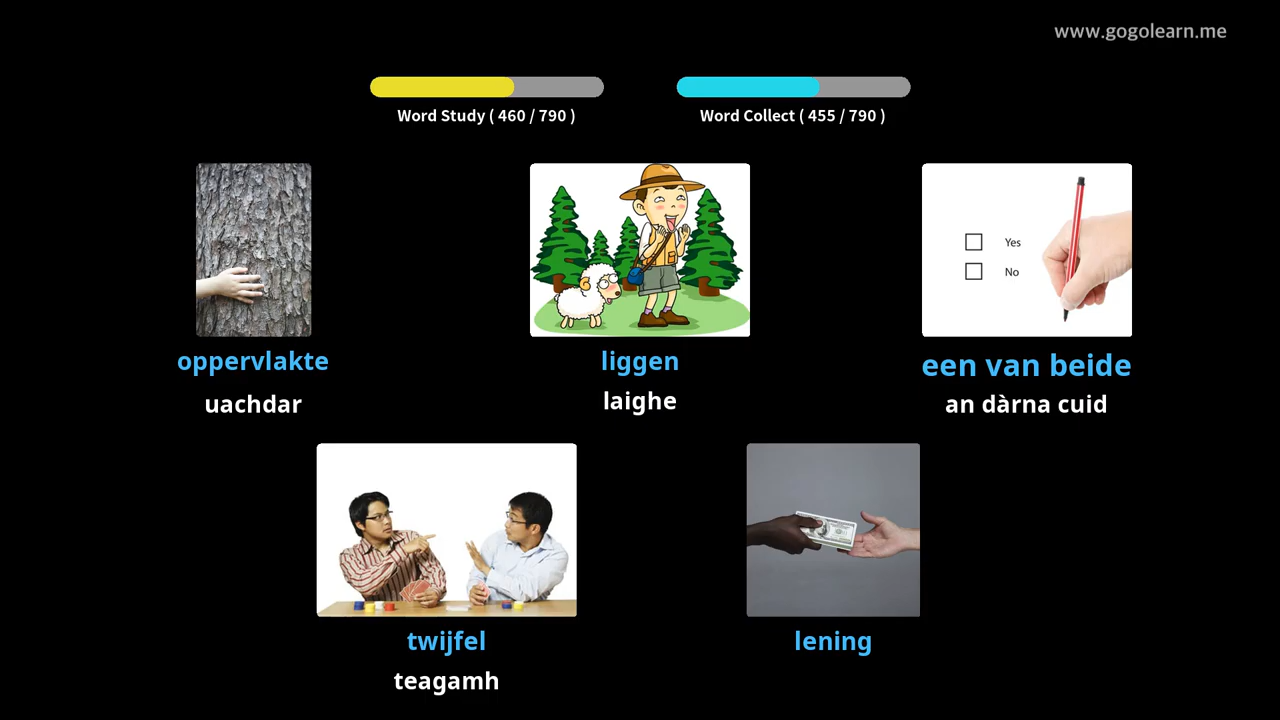 www.gogolearn.me
Word Study ( 460 / 790 )
Word Collect ( 455 / 790 )
Yes
No
oppervlakte
liggen
een van beide
uachdar
laighe
an dàrna cuid
twijfel
lening
teagamh